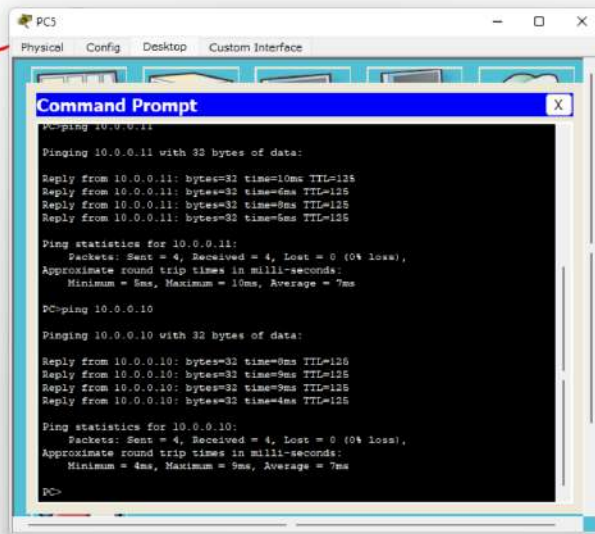 PC5
Physical Config Desktop Custom Interface
Command Prompt X
PC>ping 10.0.0.11
Pinging 10.0.0.11 with 32 bytes of data:
Reply from 10.0.0.11: bytes=32 time=10ms TTL=125
Reply from 10.0.0.11: bytes=32 time=6ms TTL=125
Reply from 10.0.0.11: bytes=32 time=8ms TTL=125
Reply from 10.0.0.11: bytes=32 time=5ms TTL=125
Ping statistics for 10.0.0.11:
Packets: Sent = 4, Received = 4, Lost = 0 (0% loss),
Approximate round trip times in milli-seconds:
Minimum = 5ms, Maximum = 10ms, Average = 7ms
PC>ping 10.0.0.10
Pinging 10.0.0.10 with 32 bytes of data:
Reply from 10.0.0.10: bytes=32 time=8ms TTL=125
Reply from 10.0.0.10: bytes=32 time=9ms TTL=125
Reply from 10.0.0.10: bytes=32 time=9ms TTL=125
Reply from 10.0.0.10: bytes=32 time=4ms TTL=125
Ping statistics for 10.0.0.10:
Packets: Sent = 4, Received = 4, Lost = 0 (0% loss),
Approximate round trip times in milli-seconds:
Minimum = 4ms, Maximum = 9ms, Average = 7ms
PC>